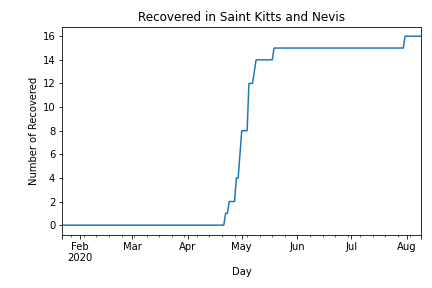 Recovered in Saint Kitts and Nevis
Number of Recovered
16
14
12
10
8
6
4
2
0
Feb Mar Apr May Jun Jul Aug
2020
Day